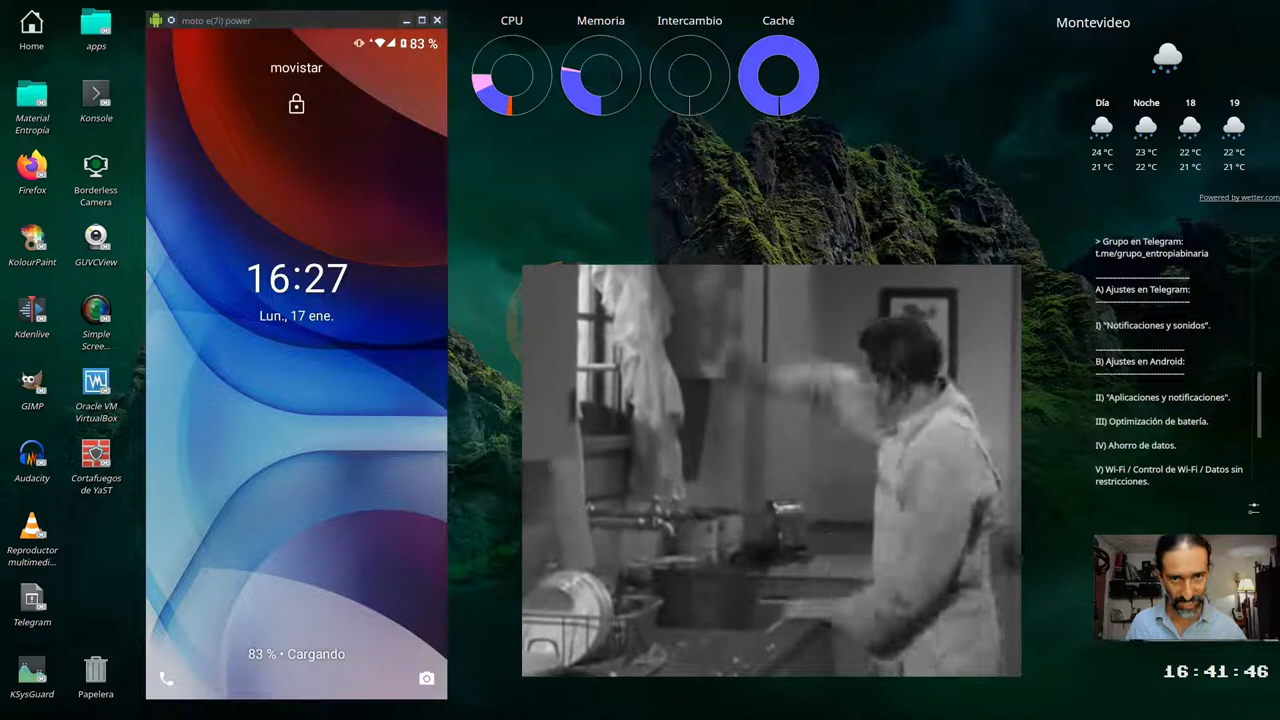 Home
apps
Material
Entropía
Konsole
Firefox
Borderless
Camera
KolourPaint
GUVCView
Kdenlive
Simple
Scree...
GIMP
Oracle VM
VirtualBox
Audacity
Cortafuegos
de YaST
Reproductor
multimedi...
Telegram
KSysGuard
Papelera
moto e(7i) power
83 %
movistar
16:27
Lun., 17 ene.
83 % • Cargando
CPU
Memoria
Intercambio
Caché
Montevideo
Día
Noche
18
19
24 °C
23 °C
22 °C
22 °C
21 °C
22 °C
21 °C
21 °C
Powered by wetter.com
> Grupo en Telegram:
t.me/grupo_entropiabinaria
---------------------------------
A) Ajustes en Telegram:
---------------------------------
I) "Notificaciones y sonidos".
-------------------------------
B) Ajustes en Android:
-------------------------------
II) "Aplicaciones y notificaciones".
III) Optimización de batería.
IV) Ahorro de datos.
V) Wi-Fi / Control de Wi-Fi / Datos sin
restricciones.
16:41:46